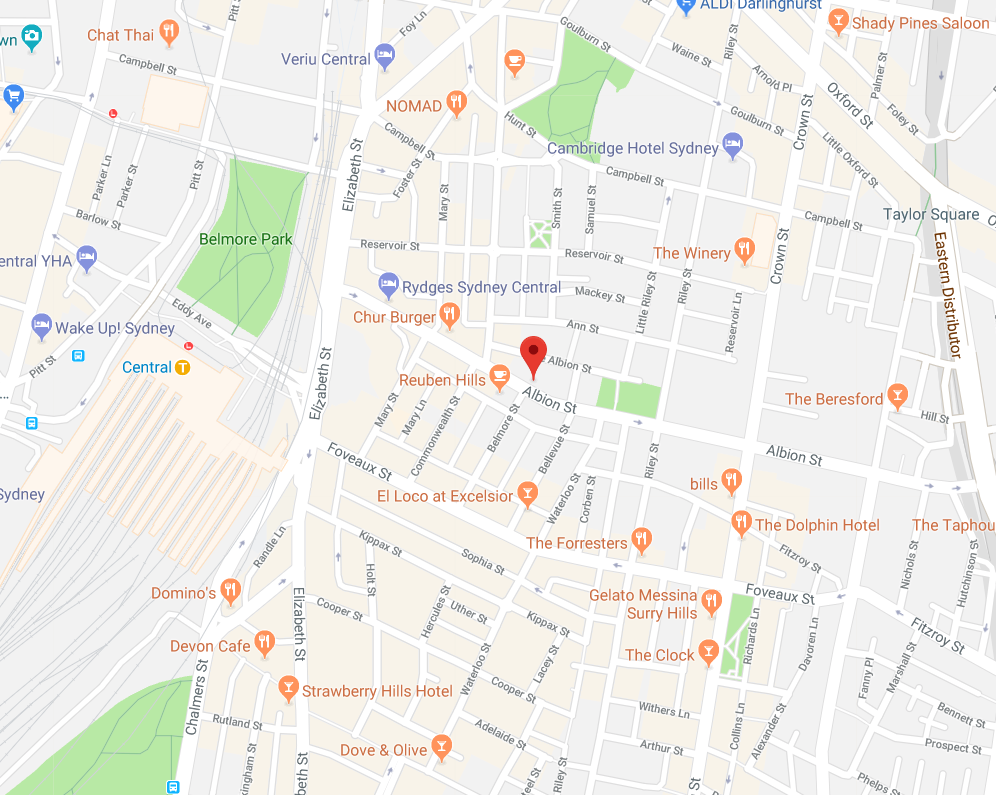 ALDI Darlinghurst
Shady Pines Saloon
Pitt St
Foy Ln
Goulburn St
Chat Thai
wn
Veriu Central
Waine St
Riley St
Palmer St
Campbell St
Arnold Pl
Oxford St
NOMAD
Crown St
Goulburn St
Foley St
Hunt St
Campbell St
Little Oxford St
Cambridge Hotel Sydney
Elizabeth St
Parker Ln
Parker St
Pitt St
Foster St
Mary St
Smith St
Samuel St
Campbell St
Campbell St
Taylor Square
Barlow St
Belmore Park
Reservoir St
Reservoir St
The Winery
Crown St
Eastern Distributor
entral YHA
Rydges Sydney Central
Mackey St
Little Riley St
Riley St
Reservoir Ln
Eddy Ave
Chur Burger
Ann St
Wake Up! Sydney
Pitt St
Central
T
Elizabeth St
Albion St
Reuben Hills
Albion St
The Beresford
Hill St
Mary St
Mary Ln
Commonwealth St
Belmore St
Bellevue St
Riley St
Albion St
Foveaux St
Sydney
El Loco at Excelsior
Waterloo St
Corben St
bills
The Dolphin Hotel
The Taphou
Randle Ln
Kippax St
Sophia St
The Forresters
Fitzroy St
Nichols St
Hutchinson St
Domino's
Holt St
Foveaux St
Gelato Messina
Surry Hills
Elizabeth St
Cooper St
Hercules St
Uther St
Kippax St
Richards Ln
Davoren Ln
Fitzroy St
Devon Cafe
Waterloo St
Lacey St
The Clock
Fanny Pl
Marshall St
Chalmers St
Strawberry Hills Hotel
Cooper St
Withers Ln
Collins Ln
Alexander St
Bennett St
Rutland St
Adelaide St
Arthur St
Prospect St
Dove & Olive
kingham St
beth St
teel St
Riley St
St
Phelps St